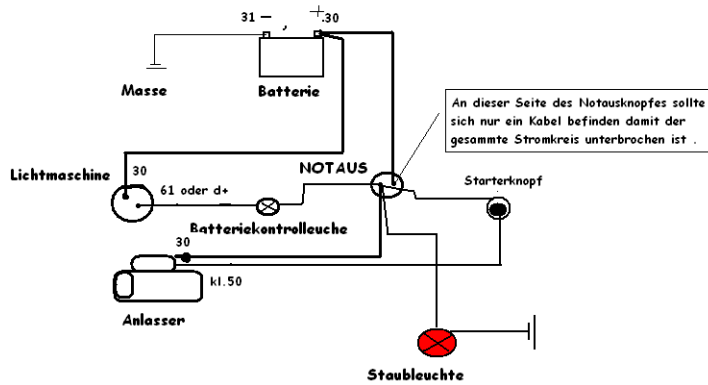 31 – , + .30
Masse
Batterie
An dieser Seite des Notausknopfes sollte
sich nur ein Kabel befinden damit der
gesammte Stromkreis unterbrochen ist .
Lichtmaschine
30
NOTAUS
Starterknopf
61 oder d+
Batteriekontrolleuche
30
kl.50
Anlasser
Staubleuchte